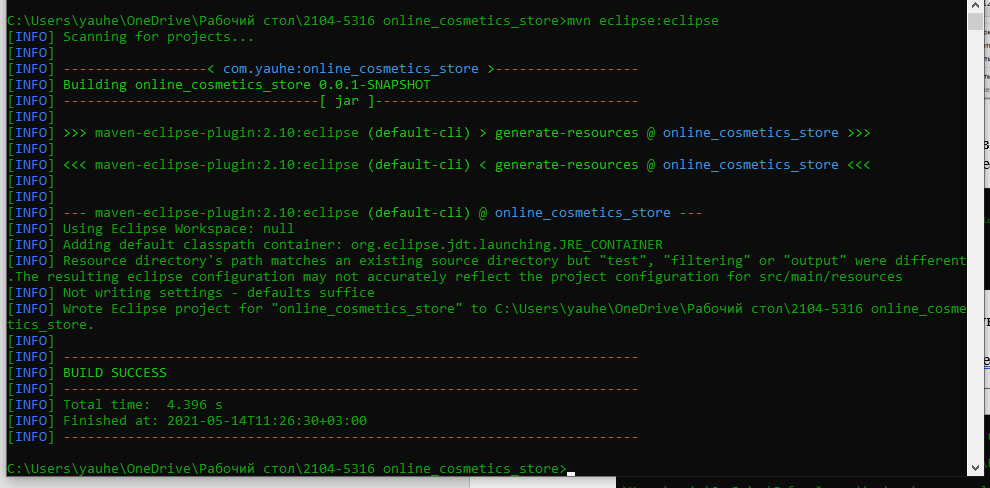 C:\Users\yauhe\OneDrive\Рабочий стол\2104-5316 online_cosmetics_store>mvn eclipse:eclipse
[INFO] Scanning for projects...
[INFO]
[INFO] ------------------< com.yauhe:online_cosmetics_store >------------------
[INFO] Building online_cosmetics_store 0.0.1-SNAPSHOT
[INFO] --------------------------------[ jar ]---------------------------------
[INFO]
[INFO] >>> maven-eclipse-plugin:2.10:eclipse (default-cli) > generate-resources @ online_cosmetics_store >>>
[INFO]
[INFO] <<< maven-eclipse-plugin:2.10:eclipse (default-cli) < generate-resources @ online_cosmetics_store <<<
[INFO]
[INFO]
[INFO] --- maven-eclipse-plugin:2.10:eclipse (default-cli) @ online_cosmetics_store ---
[INFO] Using Eclipse Workspace: null
[INFO] Adding default classpath container: org.eclipse.jdt.launching.JRE_CONTAINER
[INFO] Resource directory's path matches an existing source directory but "test", "filtering" or "output" were different
.The resulting eclipse configuration may not accurately reflect the project configuration for src/main/resources
[INFO] Not writing settings - defaults suffice
[INFO] Wrote Eclipse project for "online_cosmetics_store" to C:\Users\yauhe\OneDrive\Рабочий стол\2104-5316 online_cosme
tics_store.
[INFO]
[INFO] ------------------------------------------------------------------------
[INFO] BUILD SUCCESS
[INFO] ------------------------------------------------------------------------
[INFO] Total time:  4.396 s
[INFO] Finished at: 2021-05-14T11:26:30+03:00
[INFO] ------------------------------------------------------------------------
C:\Users\yauhe\OneDrive\Рабочий стол\2104-5316 online_cosmetics_store>